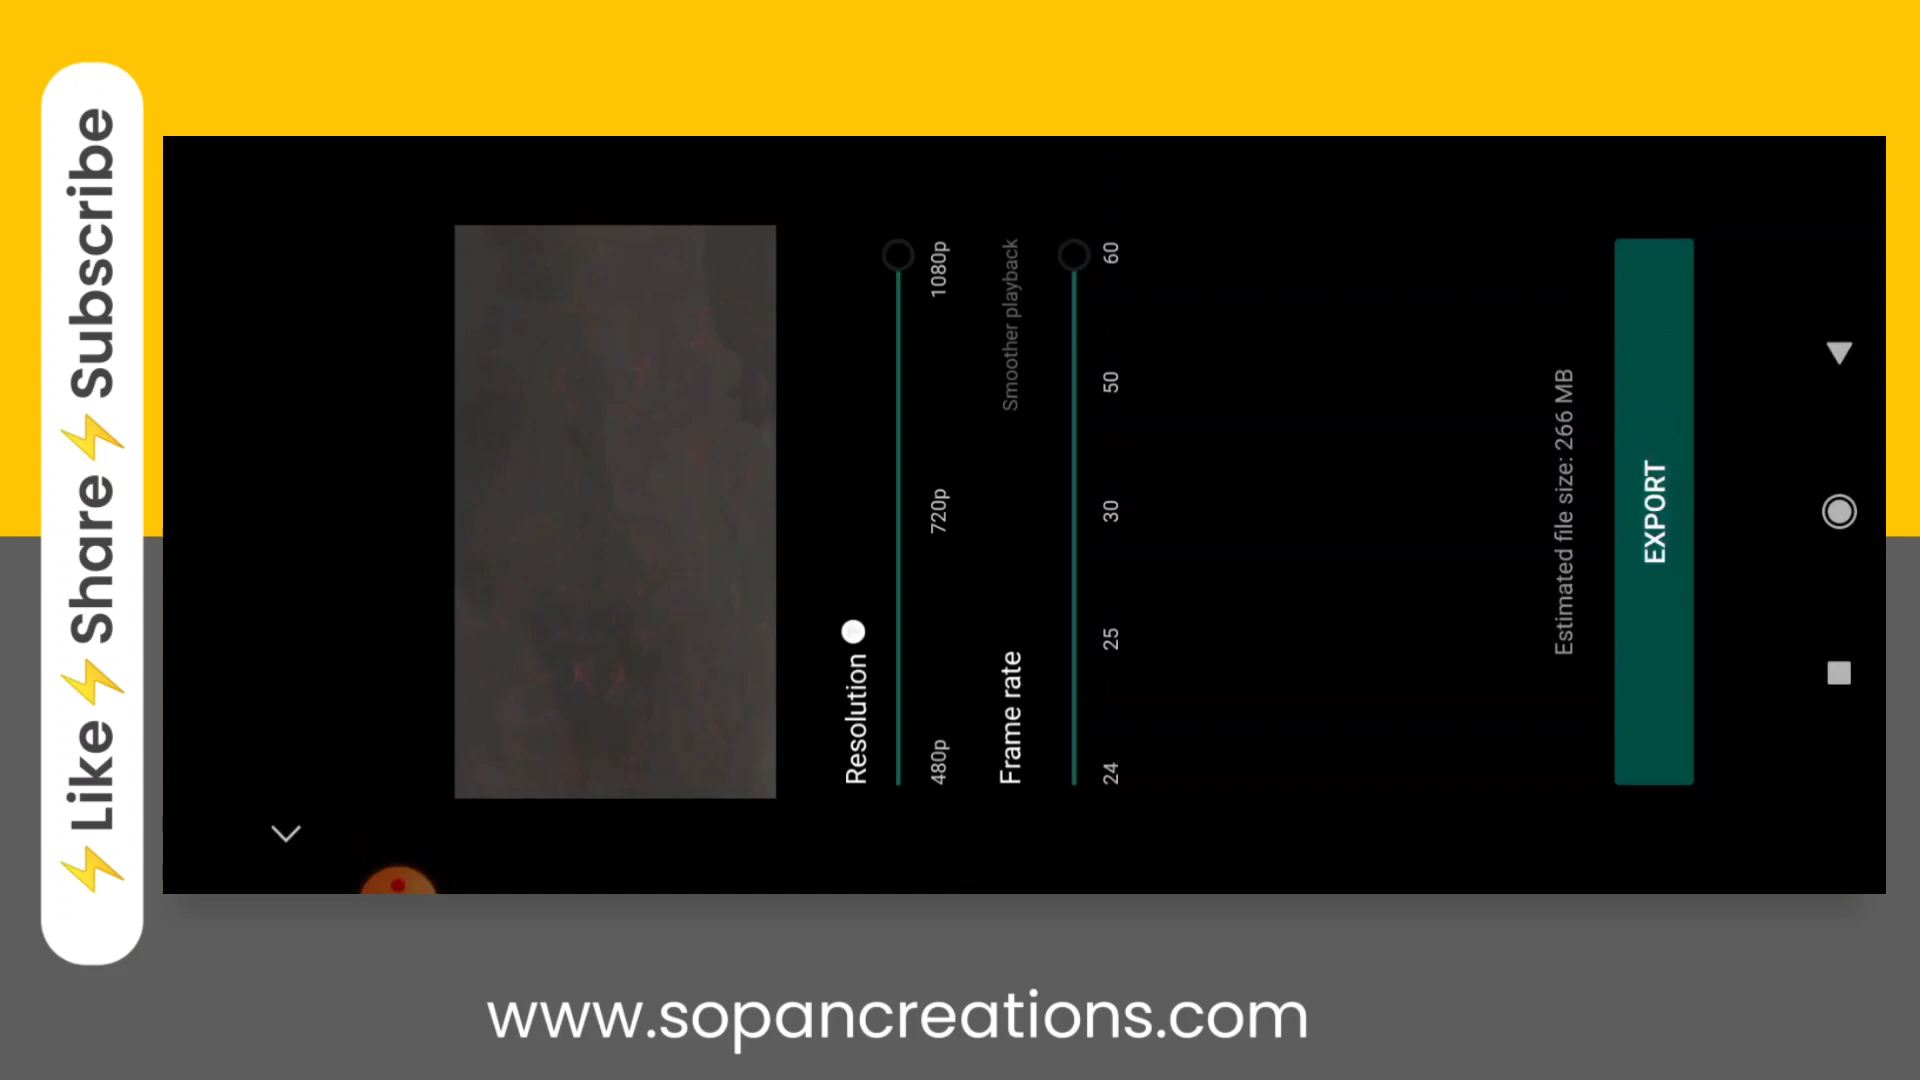 ⚡ Like ⚡ Share ⚡ Subscribe
Resolution
480p 720p 1080p
Frame rate Smoother playback
24 25 30 50 60
Estimated file size: 266 MB
EXPORT
www.sopancreations.com